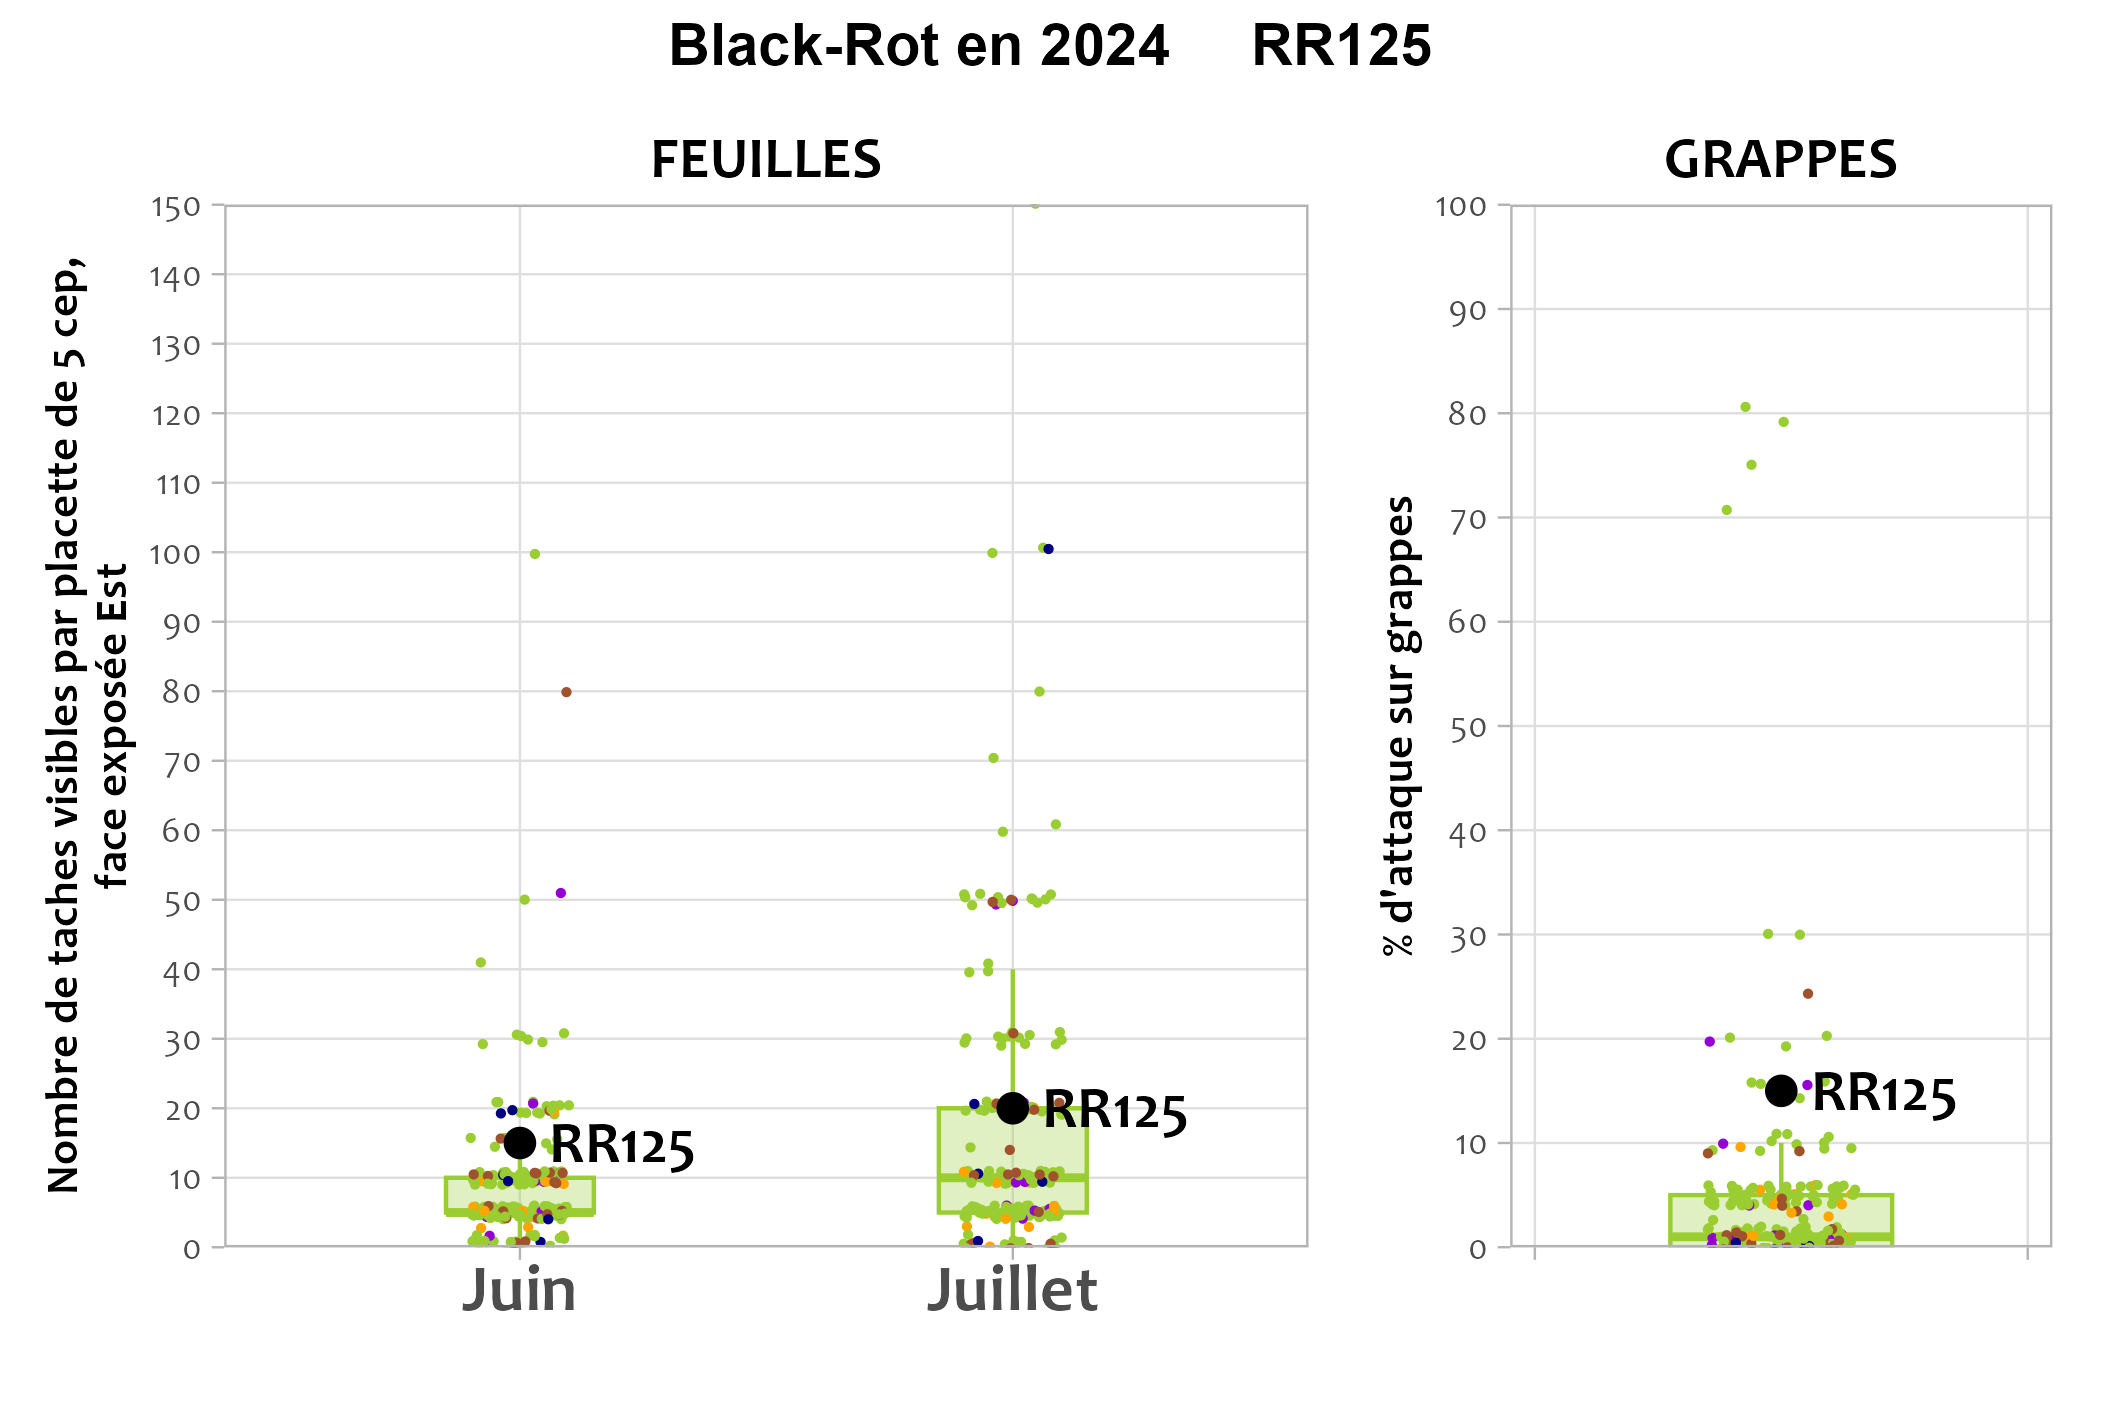 Black-Rot en 2024 RR125
FEUILLES
GRAPPES
Nombre de taches visibles par placette de 5 cep,
face exposée Est
150
140
130
120
110
100
90
80
70
60
50
40
30
20
10
0
RR125
RR125
Juin
Juillet
% d'attaque sur grappes
100
90
80
70
60
50
40
30
20
10
0
RR125